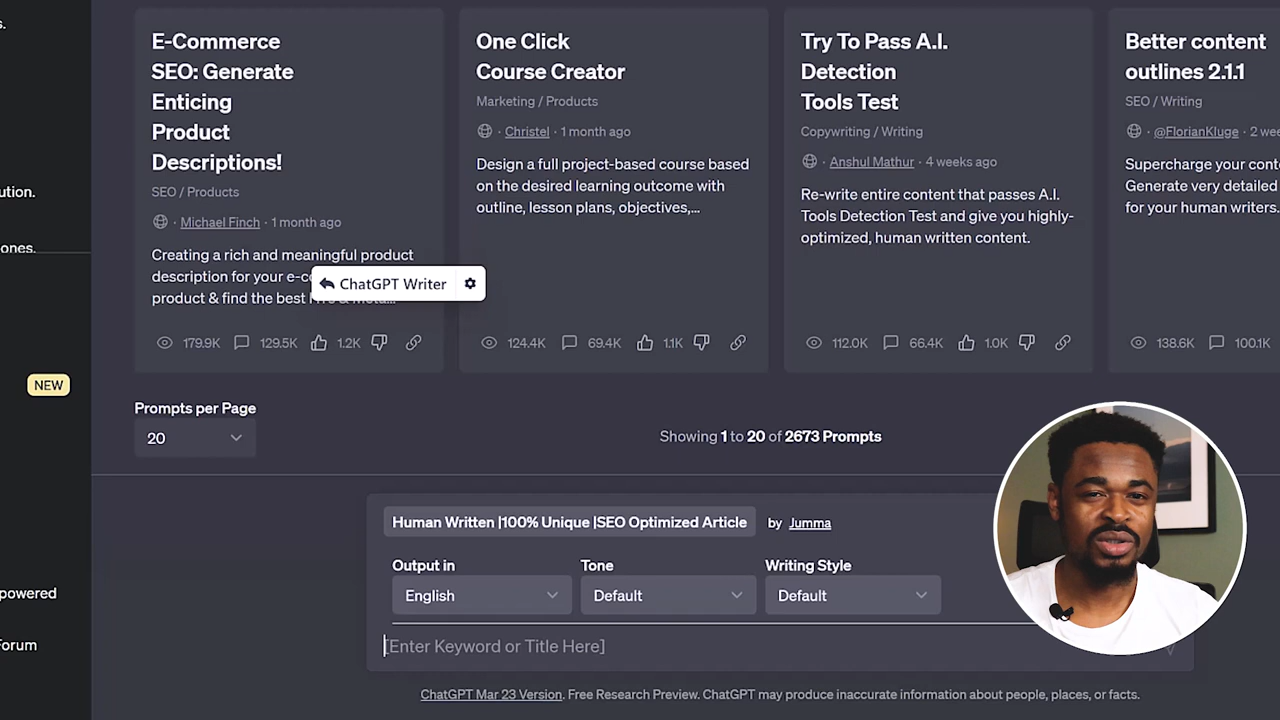 s.
ution.
ones.
NEW
powered
Forum
E-Commerce
SEO: Generate
Enticing
Product
Descriptions!
SEO / Products
· Michael Finch · 1 month ago
Creating a rich and meaningful product
description for your e-co
product & find the best
ChatGPT Writer
179.9K 129.5K 1.2K
One Click
Course Creator
Marketing / Products
· Christel · 1 month ago
Design a full project-based course based
on the desired learning outcome with
outline, lesson plans, objectives,...
124.4K 69.4K 1.1K
Try To Pass A.I.
Detection
Tools Test
Copywriting / Writing
· Anshul Mathur · 4 weeks ago
Re-write entire content that passes A.I.
Tools Detection Test and give you highly-
optimized, human written content.
112.0K 66.4K 1.0K
Better content
outlines 2.1.1
SEO / Writing
· @FlorianKluge · 2 wee
Supercharge your conte
Generate very detailed
for your human writers.
138.6K 100.1K
Prompts per Page
20
Showing 1 to 20 of 2673 Prompts
Human Written |100% Unique |SEO Optimized Article by Jumma
Output in Tone Writing Style
English Default Default
[Enter Keyword or Title Here]
ChatGPT Mar 23 Version. Free Research Preview. ChatGPT may produce inaccurate information about people, places, or facts.